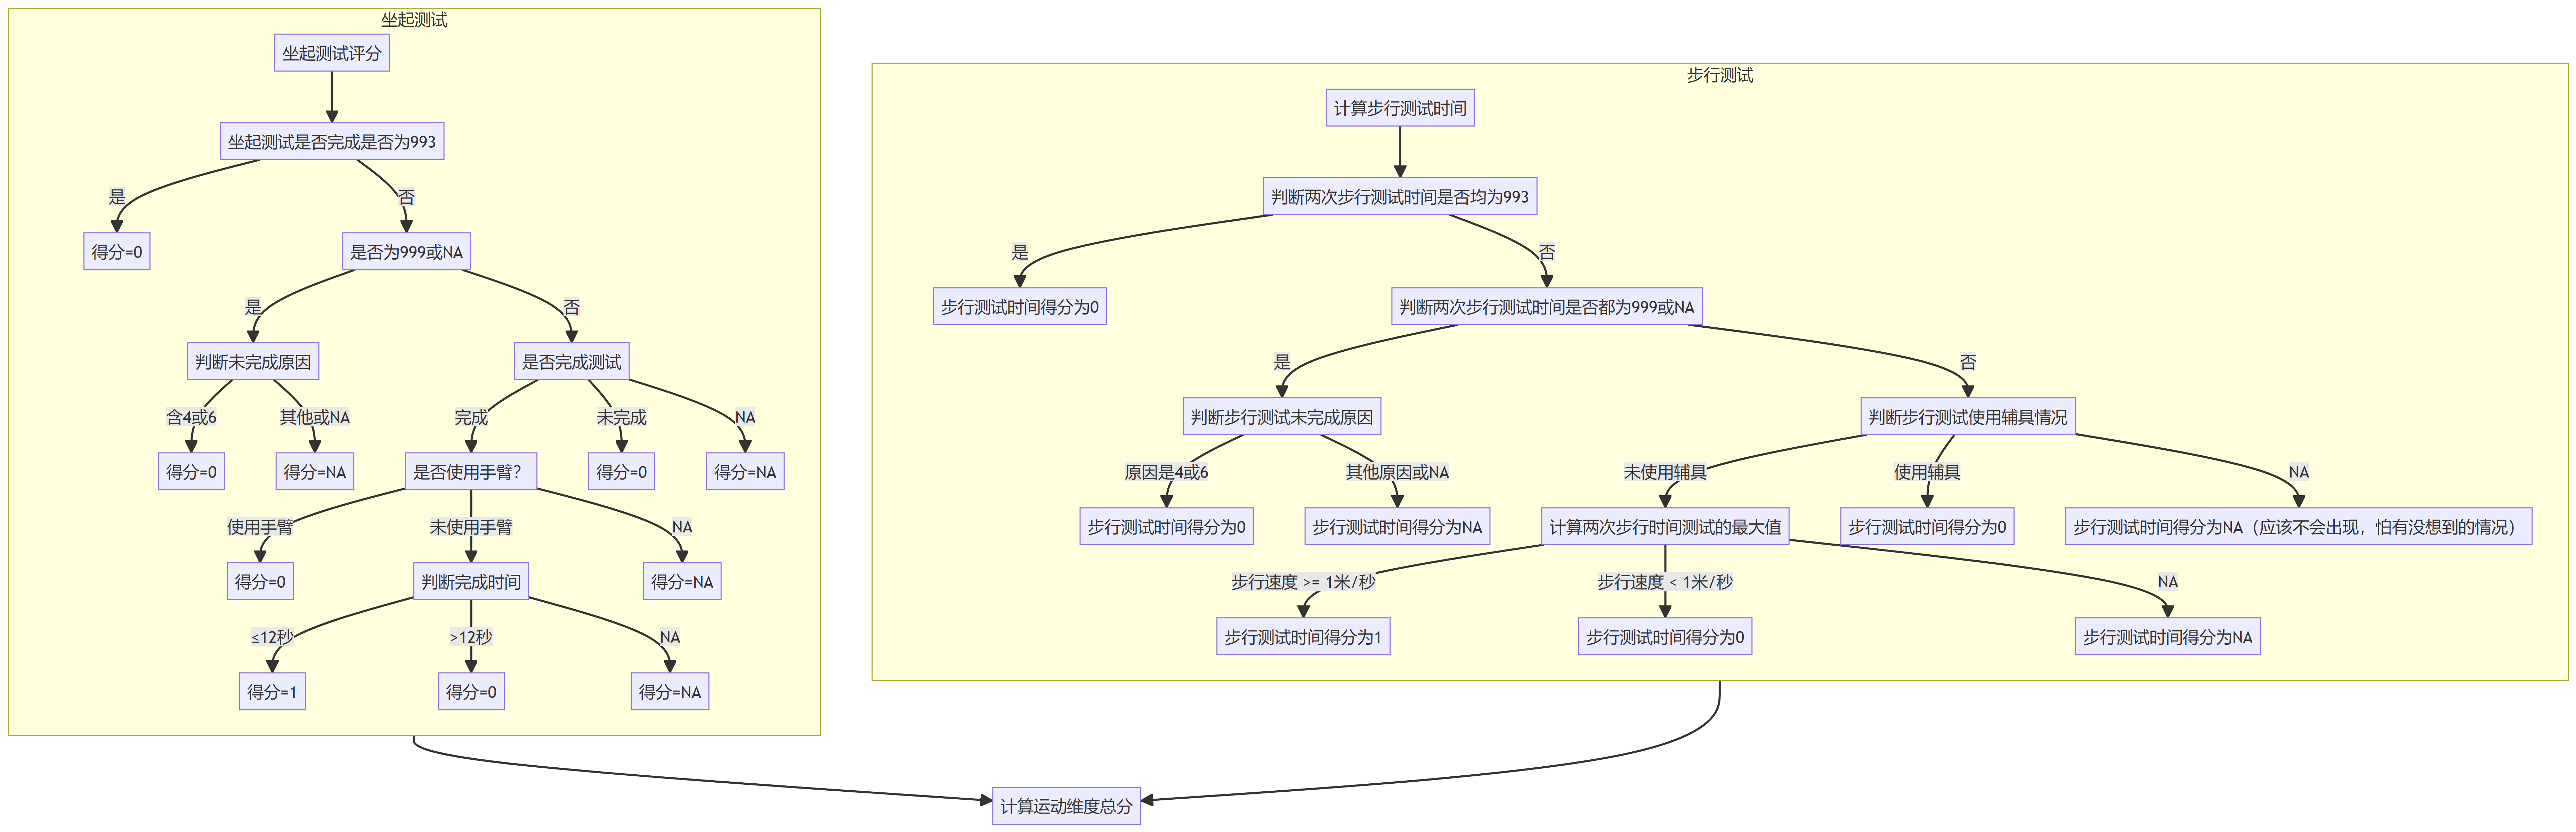 坐起测试
坐起测试评分
坐起测试是否完成是否为993
是
否
得分=0
是否为999或NA
是
否
判断未完成原因
是否完成测试
含4或6
其他或NA
完成
未完成
NA
得分=0
得分=NA
是否使用手臂?
得分=0
得分=NA
使用手臂
未使用手臂
NA
得分=0
判断完成时间
得分=NA
≤12秒
>12秒
NA
得分=1
得分=0
得分=NA
步行测试
计算步行测试时间
判断两次步行测试时间是否均为993
是
否
步行测试时间得分为0
判断两次步行测试时间是否都为999或NA
是
否
判断步行测试未完成原因
判断步行测试使用辅具情况
原因是4或6
其他原因或NA
未使用辅具
使用辅具
NA
步行测试时间得分为0
步行测试时间得分为NA
计算两次步行时间测试的最大值
步行测试时间得分为0
步行测试时间得分为NA（应该不会出现，怕有没想到的情况）
步行速度 >= 1米/秒
步行速度 < 1米/秒
NA
步行测试时间得分为1
步行测试时间得分为0
步行测试时间得分为NA
计算运动维度总分